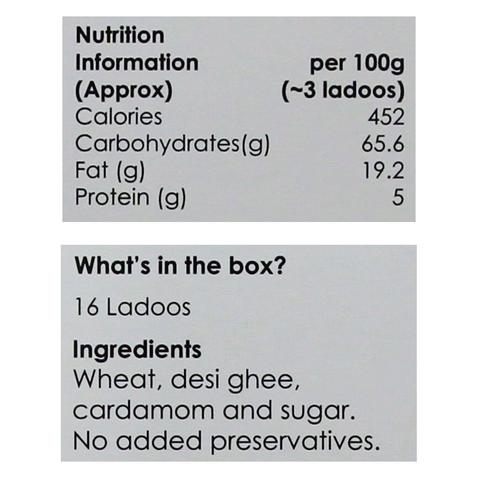 Nutrition
Information per 100g
(Approx) (~3 ladoos)
Calories 452
Carbohydrates(g) 65.6
Fat (g) 19.2
Protein (g) 5
What's in the box?
16 Ladoos
Ingredients
Wheat, desi ghee,
cardamom and sugar.
No added preservatives.